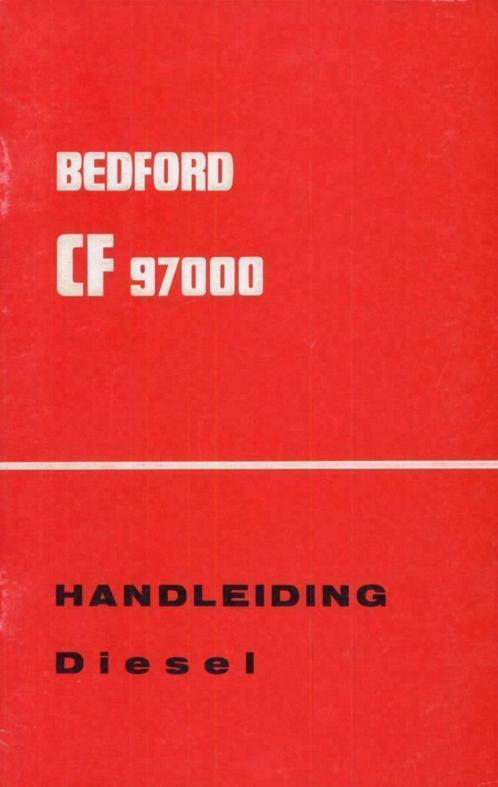 BEDFORD
CF 97000
HANDLEIDING
Diesel